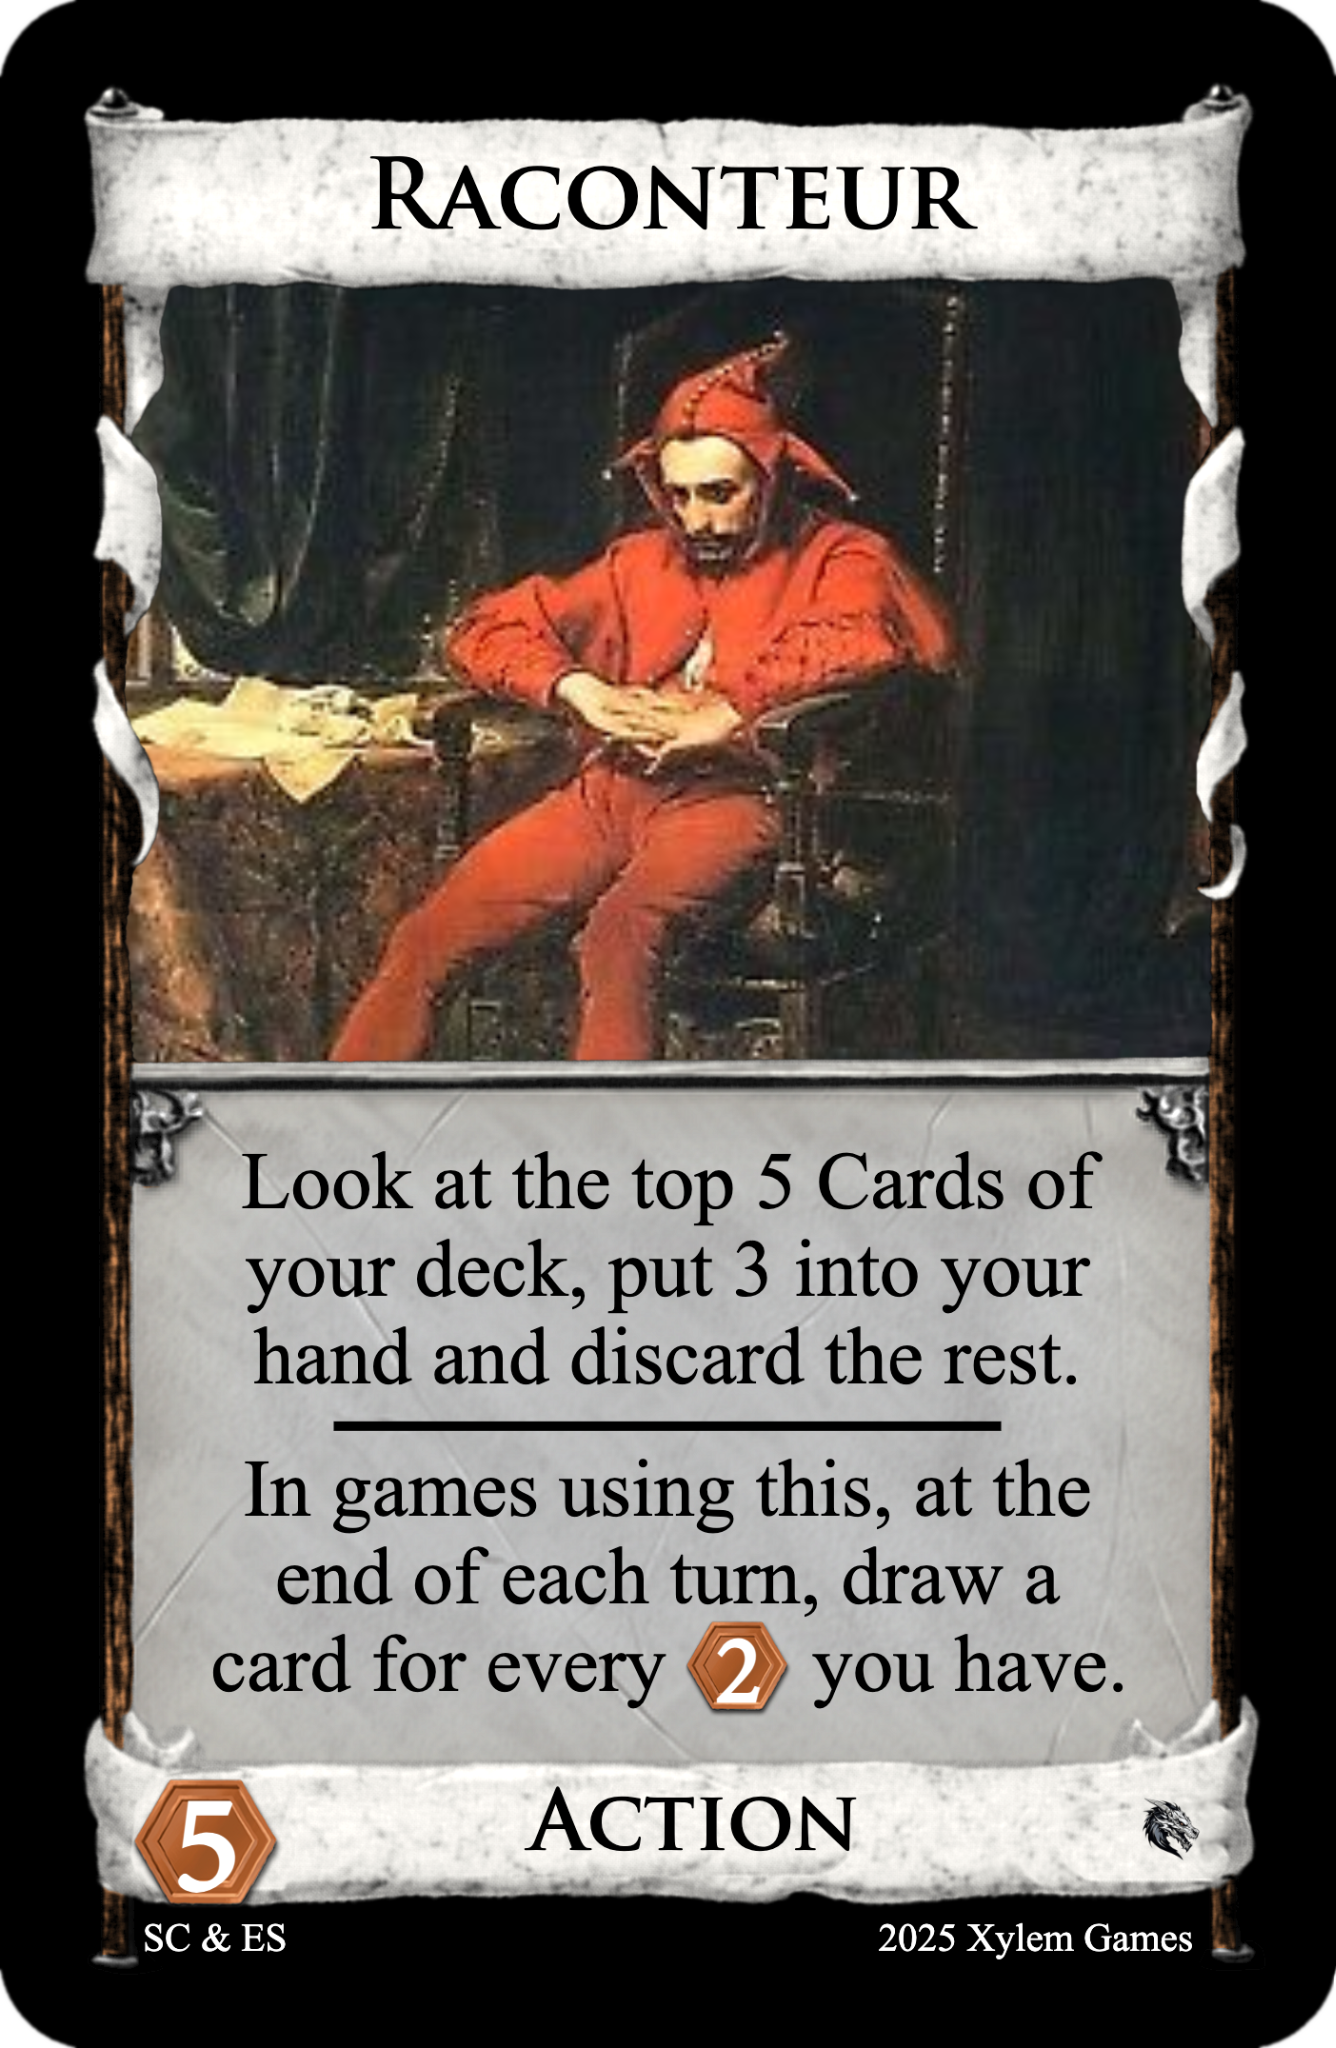 RACONTEUR
Look at the top 5 Cards of
your deck, put 3 into your
hand and discard the rest.
In games using this, at the
end of each turn, draw a
card for every 2 you have.
5
ACTION
SC & ES
2025 Xylem Games